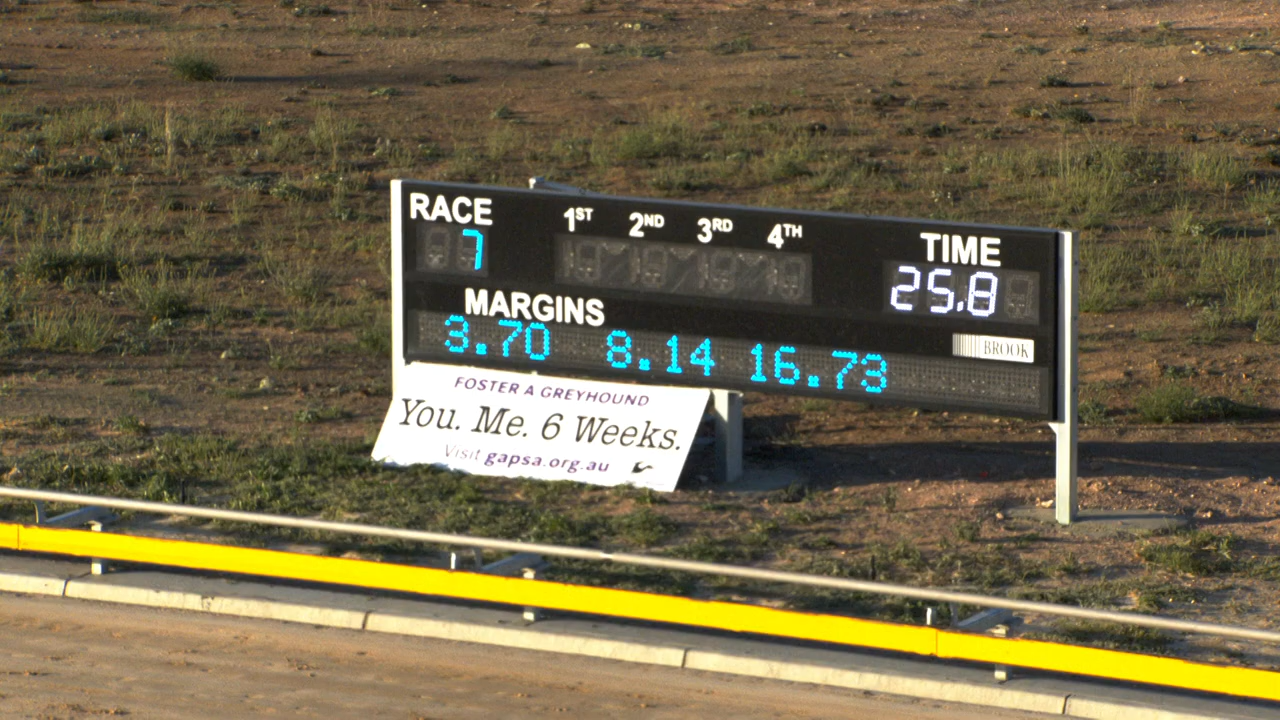 RACE 1ST 2ND 3RD 4TH TIME
7 25.8
MARGINS
3.70 8.14 16.73
BROOK
FOSTER A GREYHOUND
You. Me. 6 Weeks.
Visit gapsa.org.au